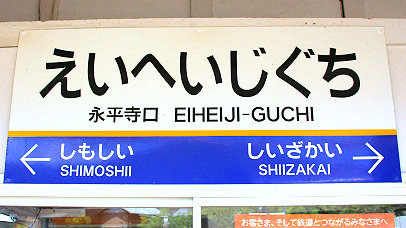 えいへいじぐち
永平寺口 EIHEIJI-GUCHI
← しもしい しいざかい →
SHIMOSHII SHIIZAKAI
お客さま、そして鉄道とつながるみなさまへ